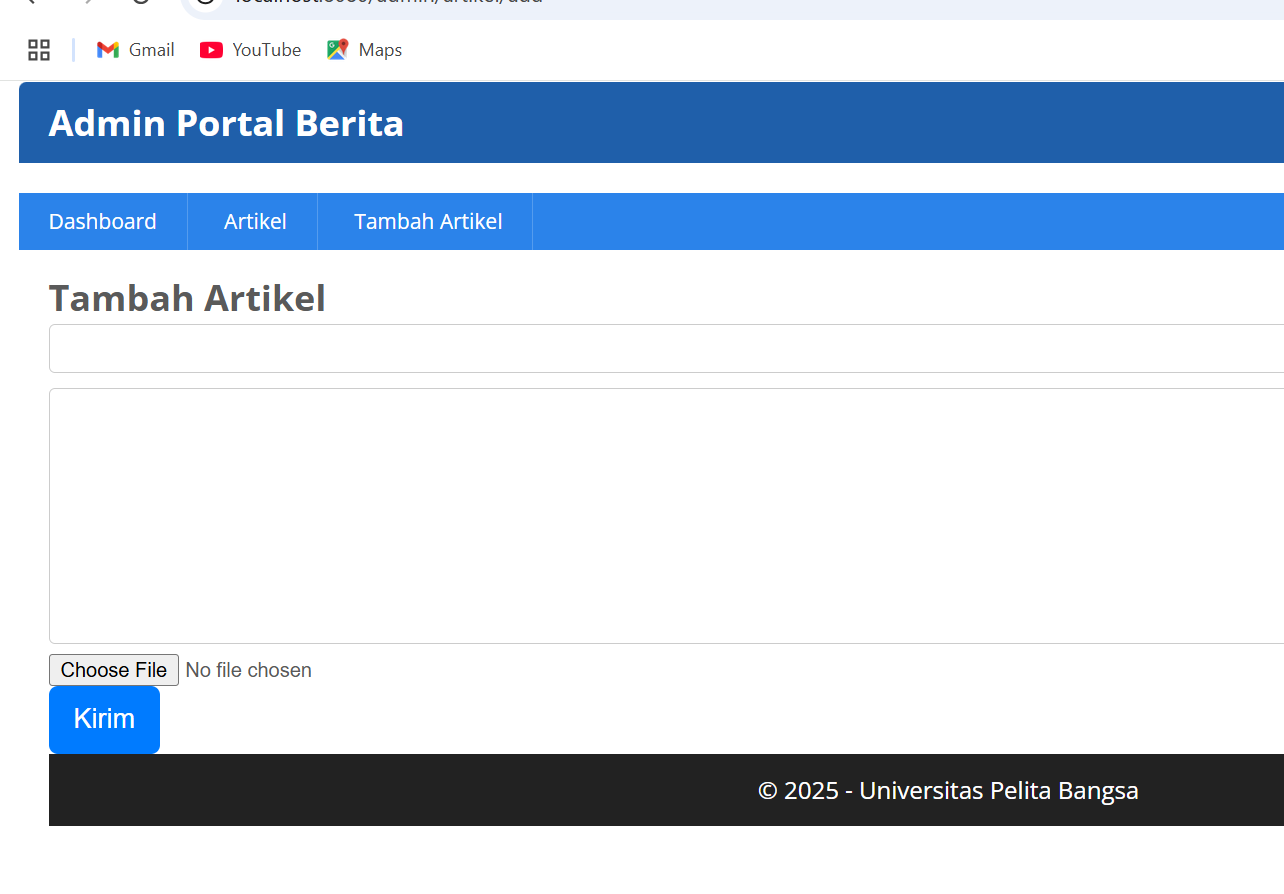 Gmail YouTube Maps
Admin Portal Berita
Dashboard Artikel Tambah Artikel
Tambah Artikel
Choose File No file chosen
Kirim
© 2025 - Universitas Pelita Bangsa